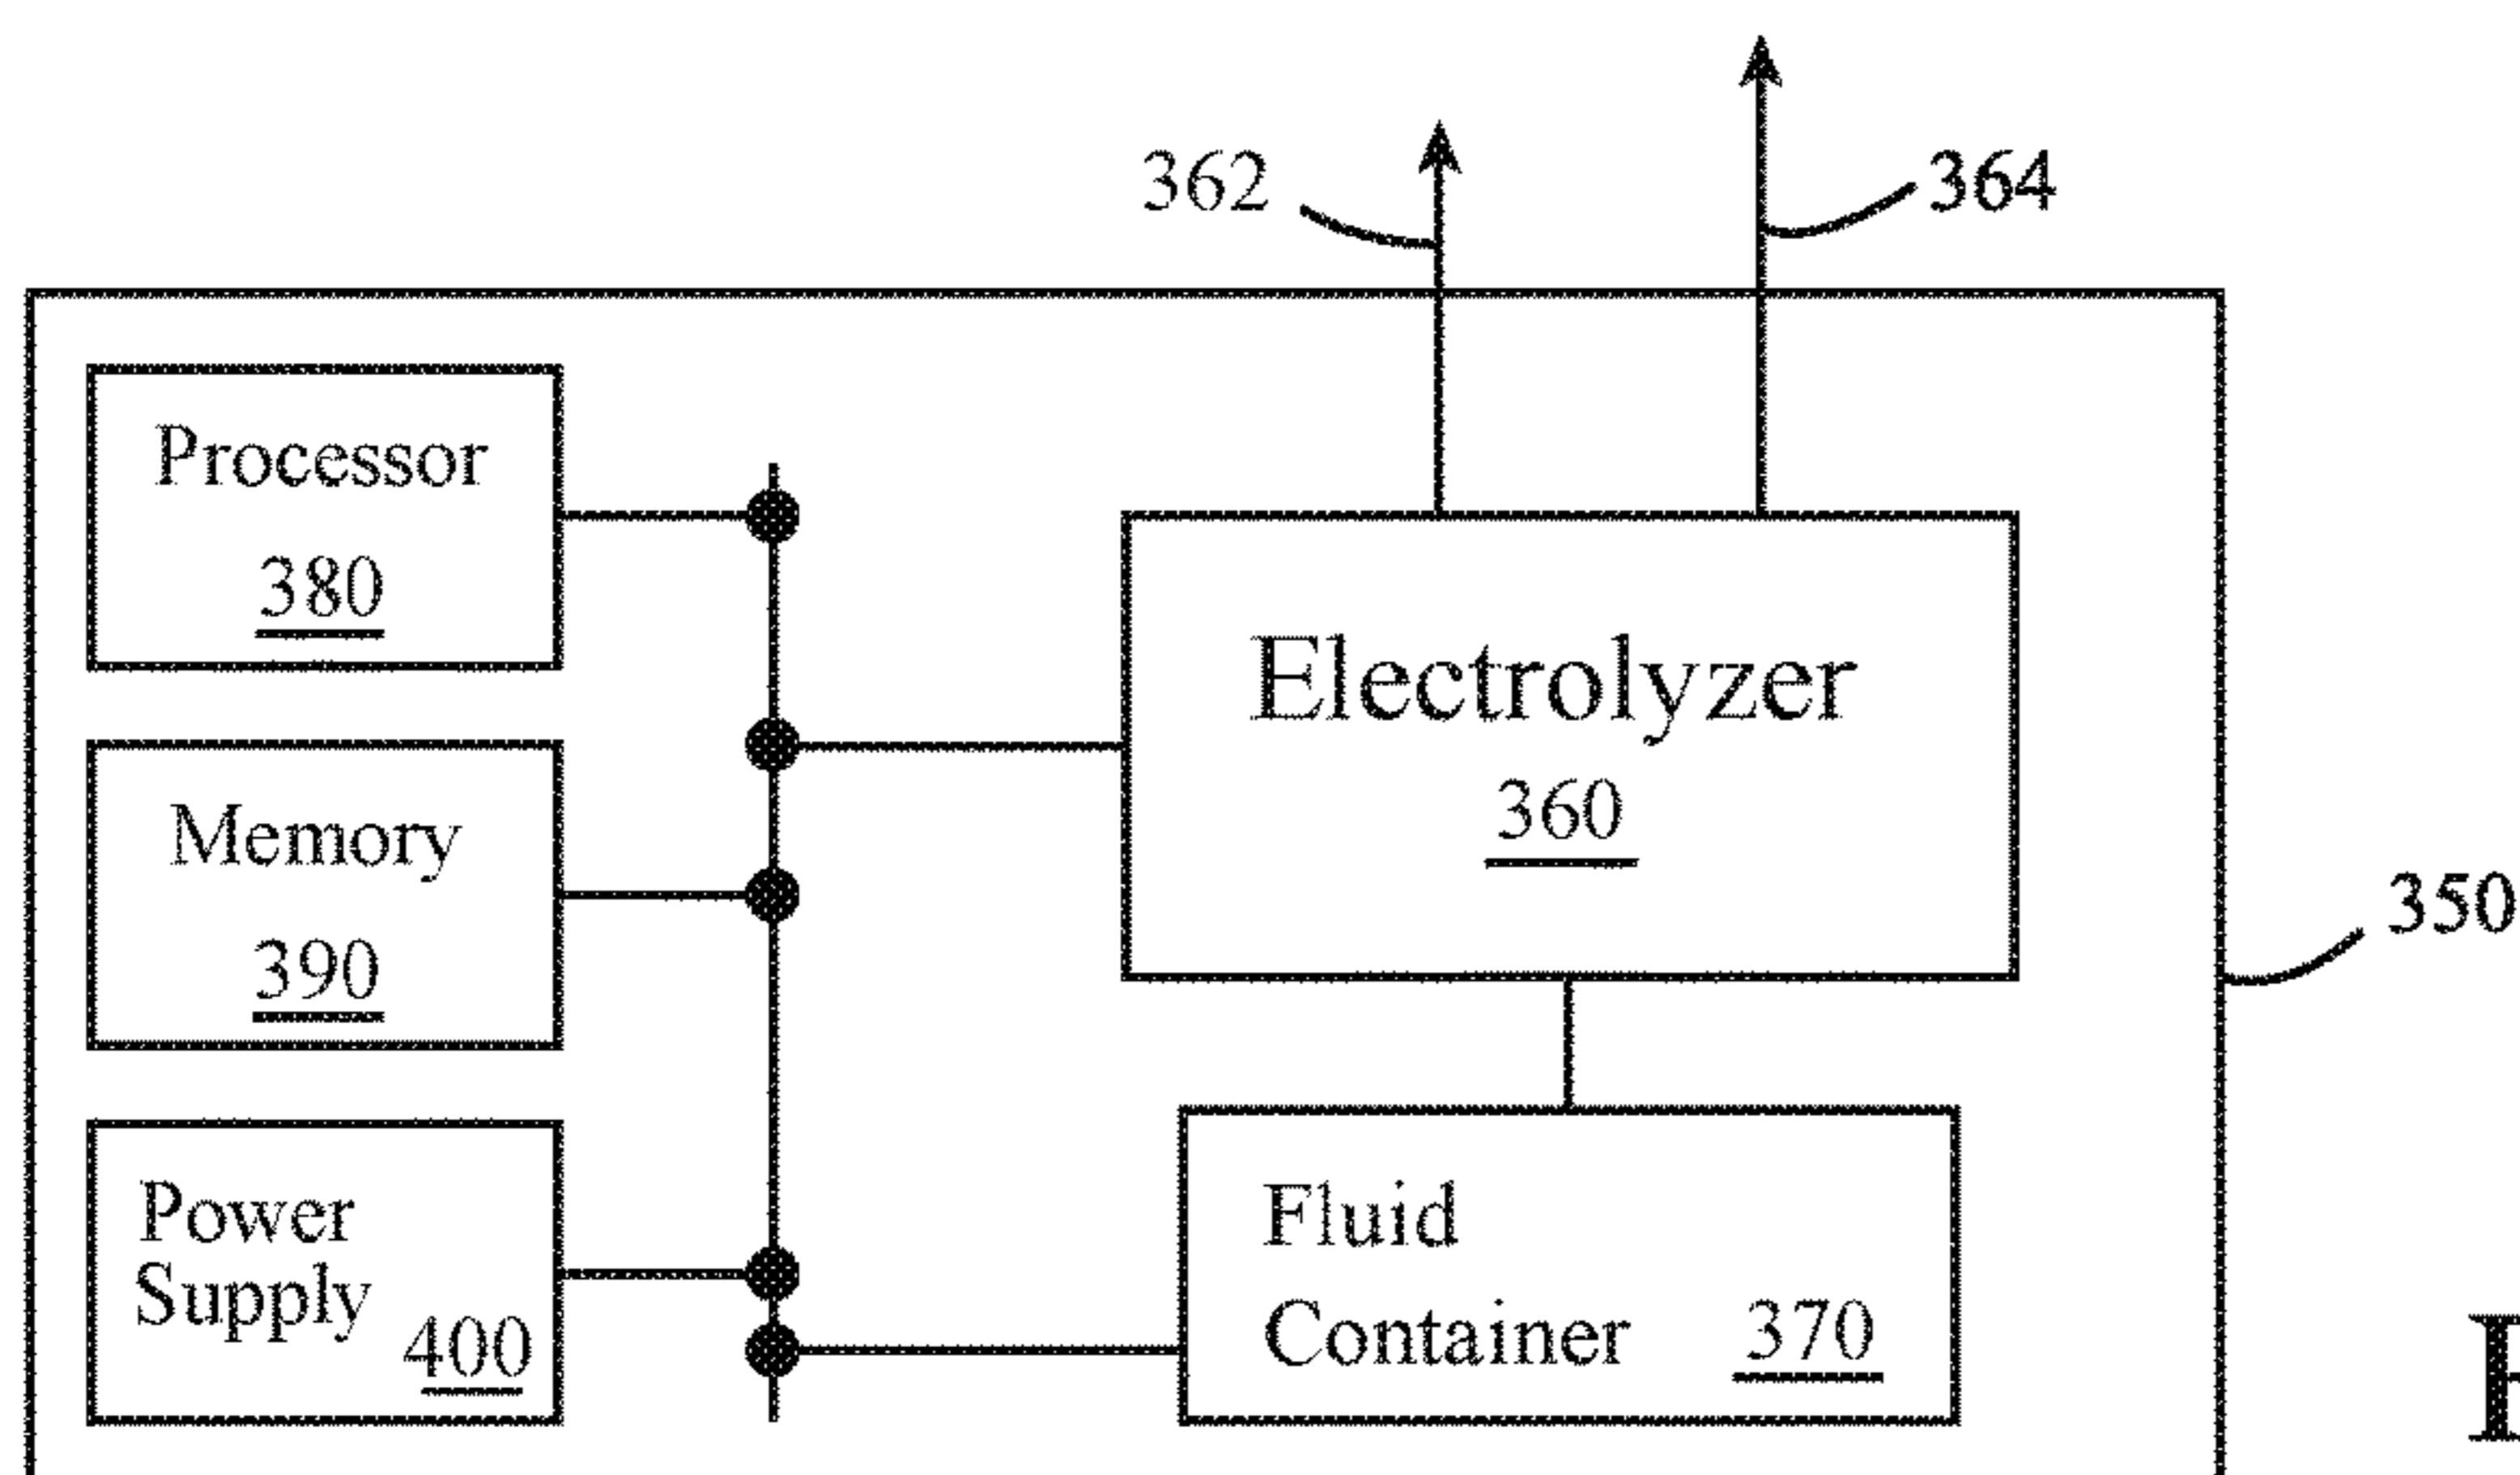 362
364
Processor
380
Electrolyzer
360
Memory
390
350
Power
Supply
400
Fluid
Container 370